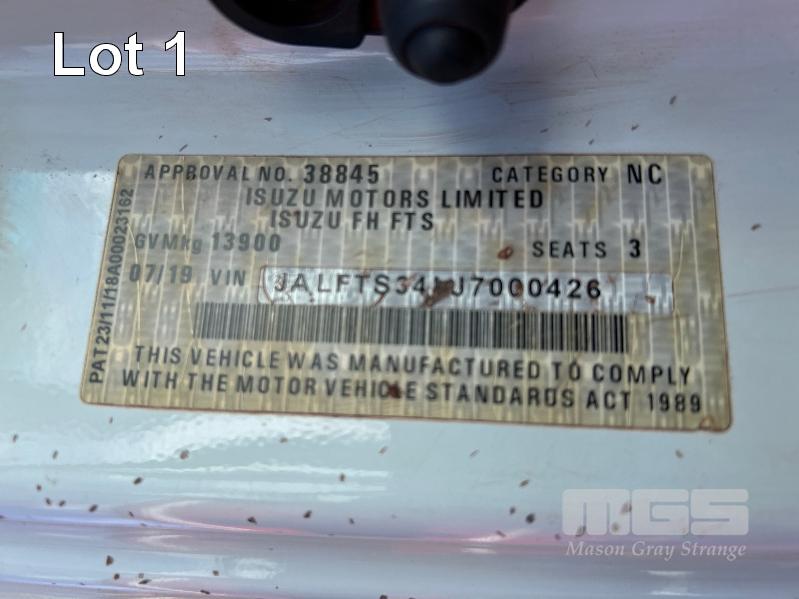 Lot 1
APPROVAL NO. 38845 CATEGORY NC
ISUZU MOTORS LIMITED
ISUZU FH FTS
GVMkg 13900 SEATS 3
07/19 VIN
THIS VEHICLE WAS MANUFACTURED TO COMPLY
WITH THE MOTOR VEHICLE STANDARDS ACT 1989
PAT23/11/18A00023162
MGS
Mason Gray Strange